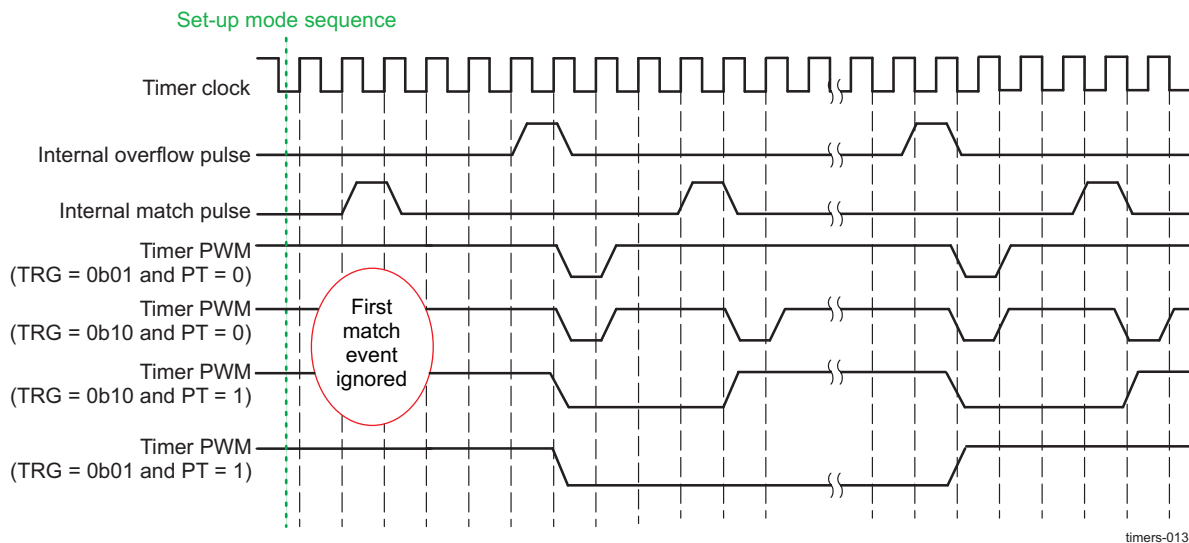 Set-up mode sequence
Timer clock
Internal overflow pulse
Internal match pulse
Timer PWM
(TRG = 0b01 and PT = 0)
Timer PWM
(TRG = 0b10 and PT = 0)
Timer PWM
(TRG = 0b10 and PT = 1)
Timer PWM
(TRG = 0b01 and PT = 1)
First
match
event
ignored
timers-013